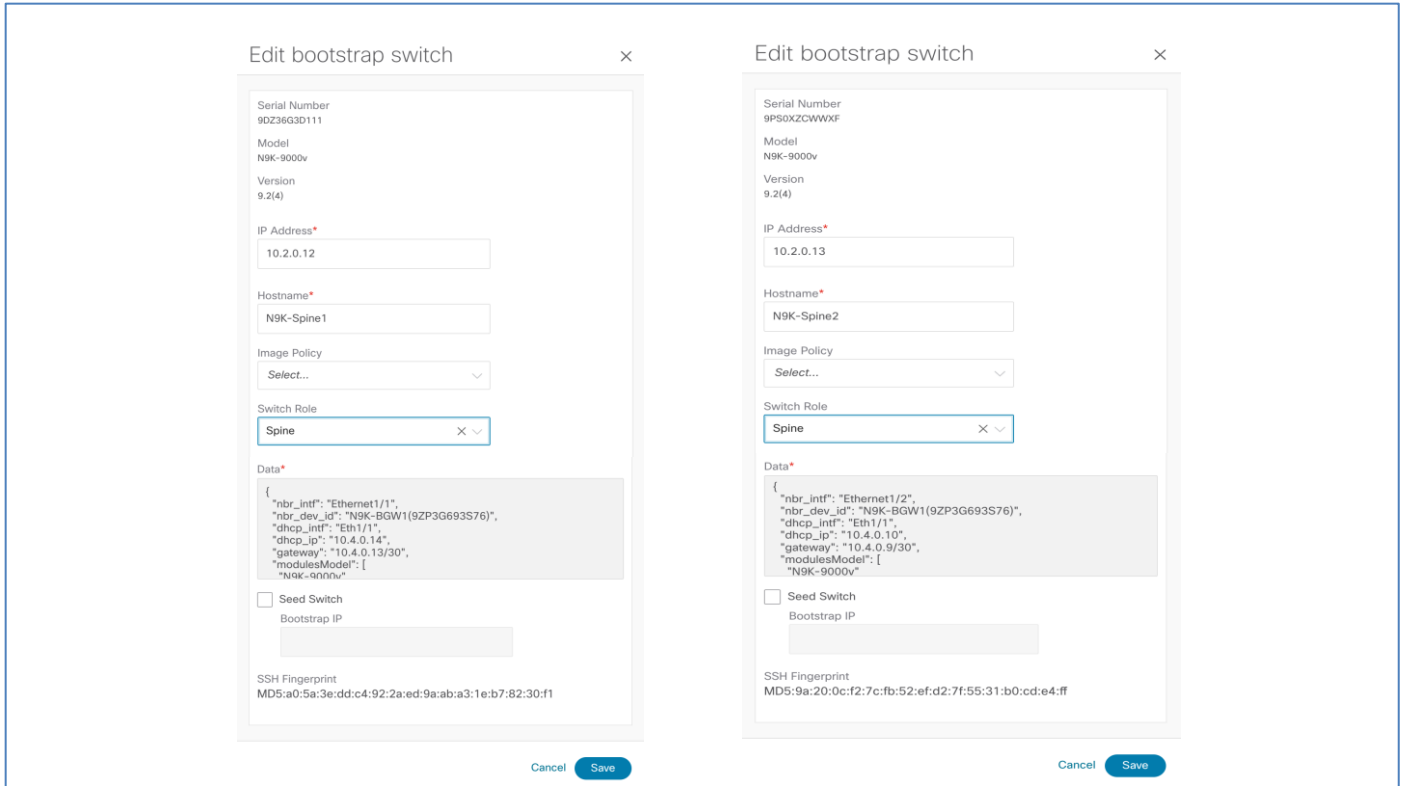 Edit bootstrap switch
Serial Number
9DZ36G3D111
Model
N9K-9000v
Version
9.2(4)
IP Address*
10.2.0.12
Hostname*
N9K-Spine1
Image Policy
Select...
Switch Role
Spine
Data*
{
"nbr_intf": "Ethernet1/1",
"nbr_dev_id": "N9K-BGW1(9ZP3G693S76)",
"dhcp_intf": "Eth1/1",
"dhcp_ip": "10.4.0.14",
"gateway": "10.4.0.13/30",
"modulesModel": [
"N9K-9000v"
Seed Switch
Bootstrap IP
SSH Fingerprint
MD5:a0:5a:3e:dd:c4:92:2a:ed:9a:ab:a3:1e:b7:82:30:f1
Cancel
Save
Edit bootstrap switch
Serial Number
9PS0XZCWWXF
Model
N9K-9000v
Version
9.2(4)
IP Address*
10.2.0.13
Hostname*
N9K-Spine2
Image Policy
Select...
Switch Role
Spine
Data*
{
"nbr_intf": "Ethernet1/2",
"nbr_dev_id": "N9K-BGW1(9ZP3G693S76)",
"dhcp_intf": "Eth1/1",
"dhcp_ip": "10.4.0.10",
"gateway": "10.4.0.9/30",
"modulesModel": [
"N9K-9000v"
Seed Switch
Bootstrap IP
SSH Fingerprint
MD5:9a:20:0c:f2:7c:fb:52:ef:d2:7f:55:31:b0:cd:e4:ff
Cancel
Save